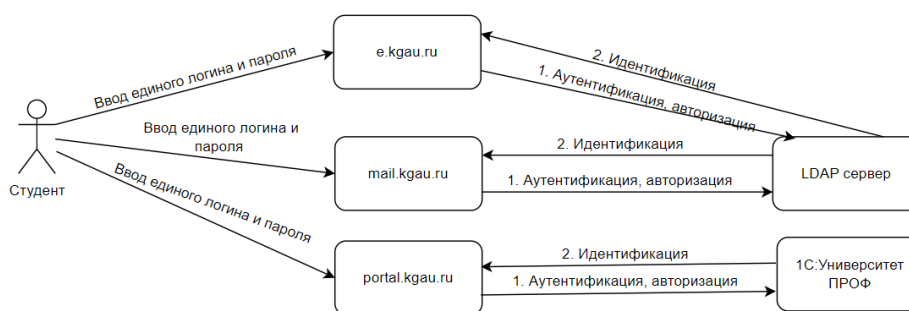 e.kgau.ru
2. Идентификация
1. Аутентификация, авторизация
Ввод единого логина и пароля
Студент
Ввод единого логина и
пароля
mail.kgau.ru
2. Идентификация
1. Аутентификация, авторизация
LDAP сервер
Ввод единого логина и пароля
portal.kgau.ru
2. Идентификация
1. Аутентификация, авторизация
1С:Университет
ПРОФ